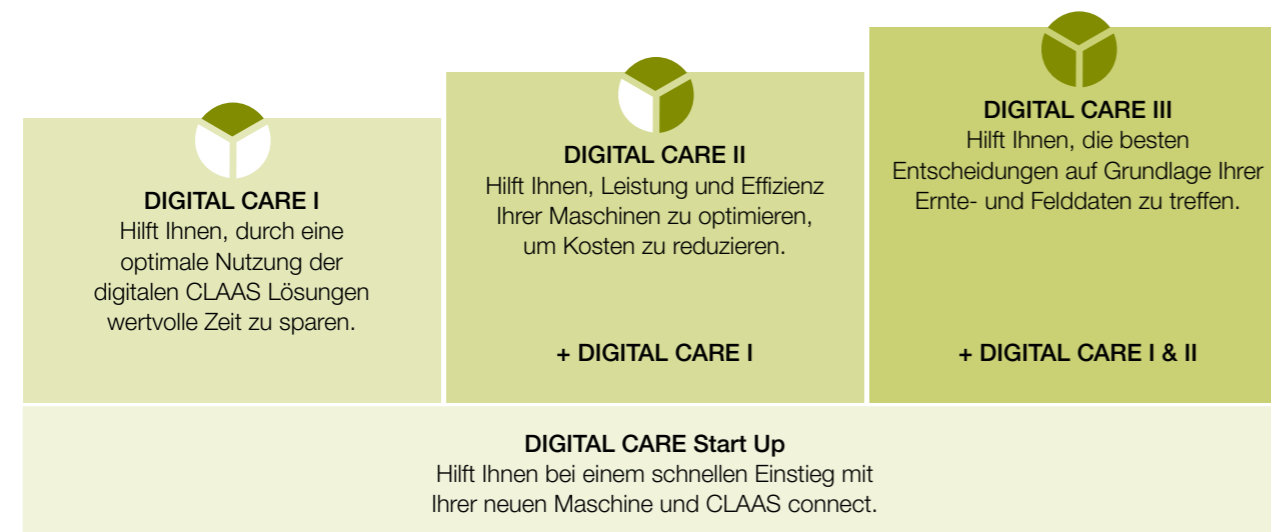 DIGITAL CARE I
Hilft Ihnen, durch eine
optimale Nutzung der
digitalen CLAAS Lösungen
wertvolle Zeit zu sparen.
DIGITAL CARE II
Hilft Ihnen, Leistung und Effizienz
Ihrer Maschinen zu optimieren,
um Kosten zu reduzieren.
+ DIGITAL CARE I
DIGITAL CARE III
Hilft Ihnen, die besten
Entscheidungen auf Grundlage Ihrer
Ernte- und Felddaten zu treffen.
+ DIGITAL CARE I & II
DIGITAL CARE Start Up
Hilft Ihnen bei einem schnellen Einstieg mit
Ihrer neuen Maschine und CLAAS connect.